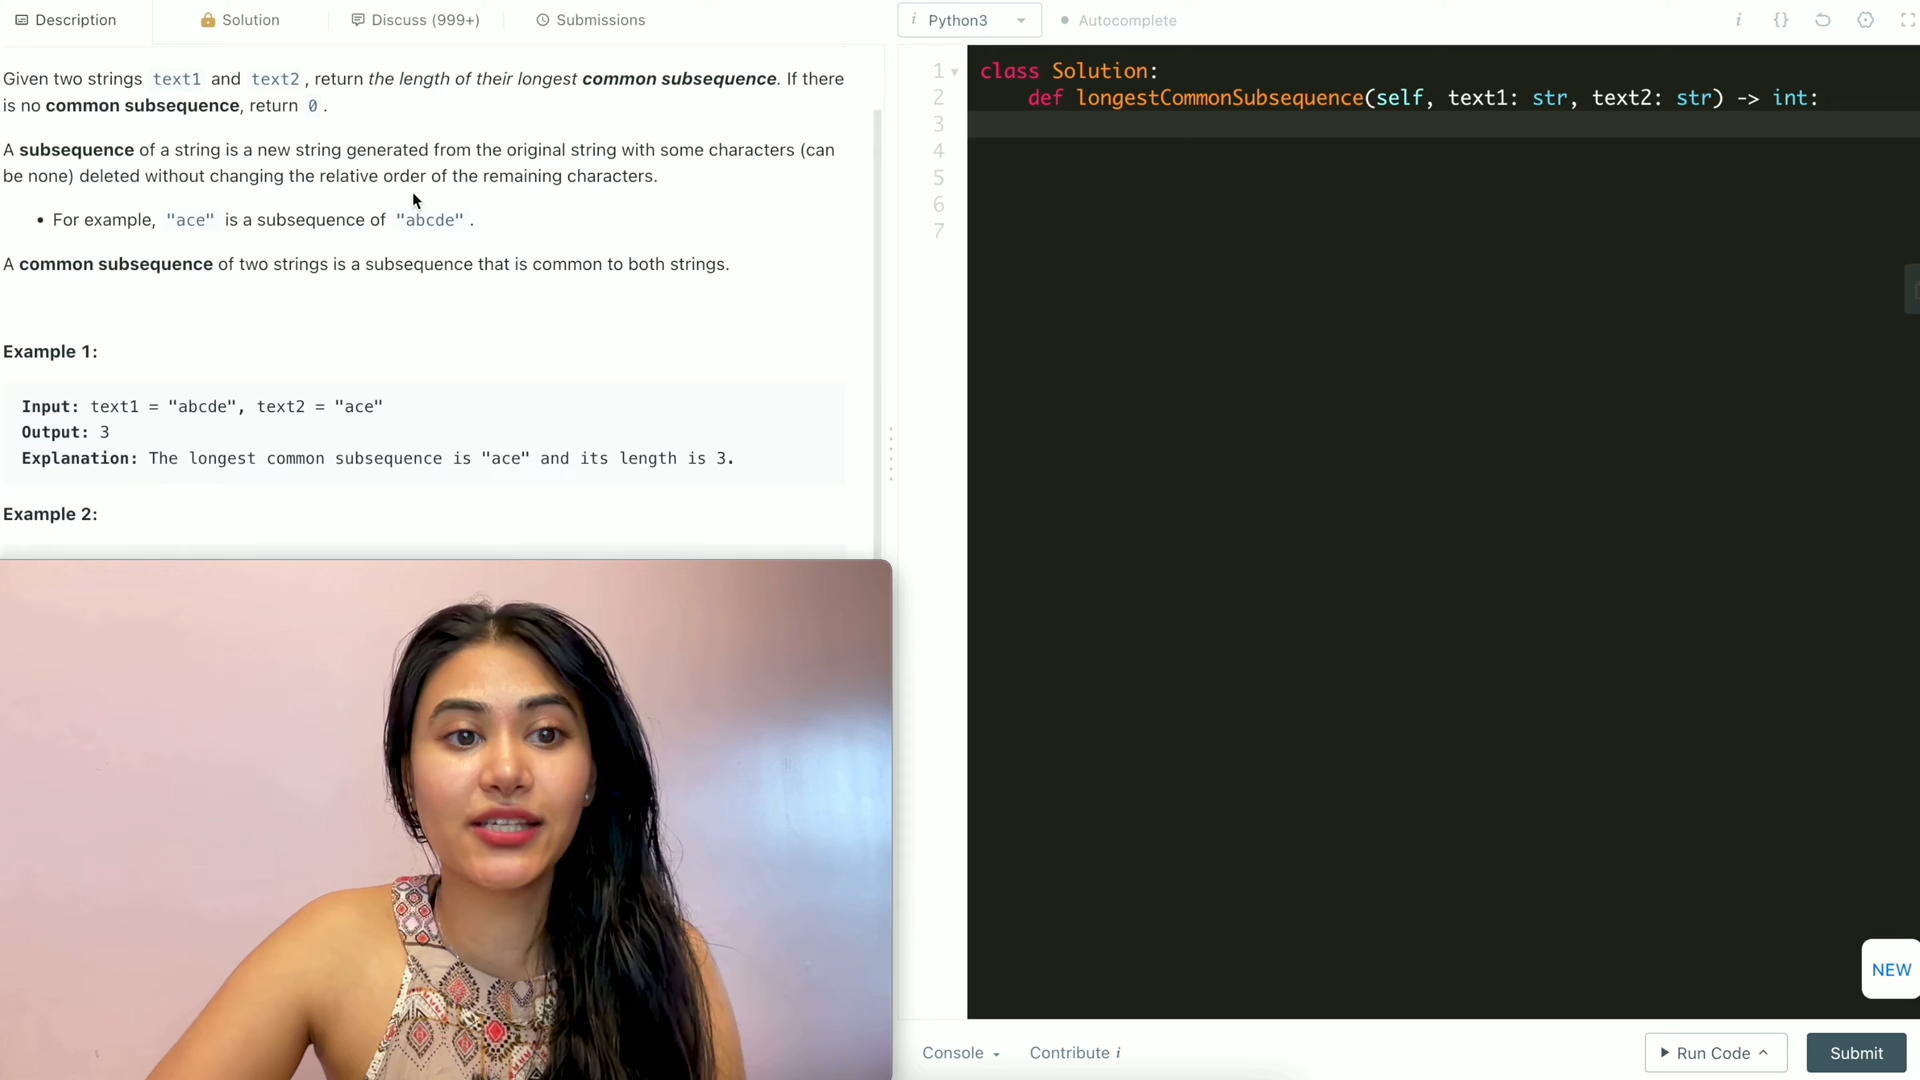 Description Solution Discuss (999+) Submissions i Python3 Autocomplete i {}
Given two strings text1 and text2, return the length of their longest common subsequence. If there
is no common subsequence, return 0.
A subsequence of a string is a new string generated from the original string with some characters (can
be none) deleted without changing the relative order of the remaining characters.
• For example, "ace" is a subsequence of "abcde".
A common subsequence of two strings is a subsequence that is common to both strings.
Example 1:
Input: text1 = "abcde", text2 = "ace"
Output: 3
Explanation: The longest common subsequence is "ace" and its length is 3.
Example 2:
1 class Solution:
2 def longestCommonSubsequence(self, text1: str, text2: str) -> int:
3
4
5
6
7
NEW
Console Contribute i Run Code Submit